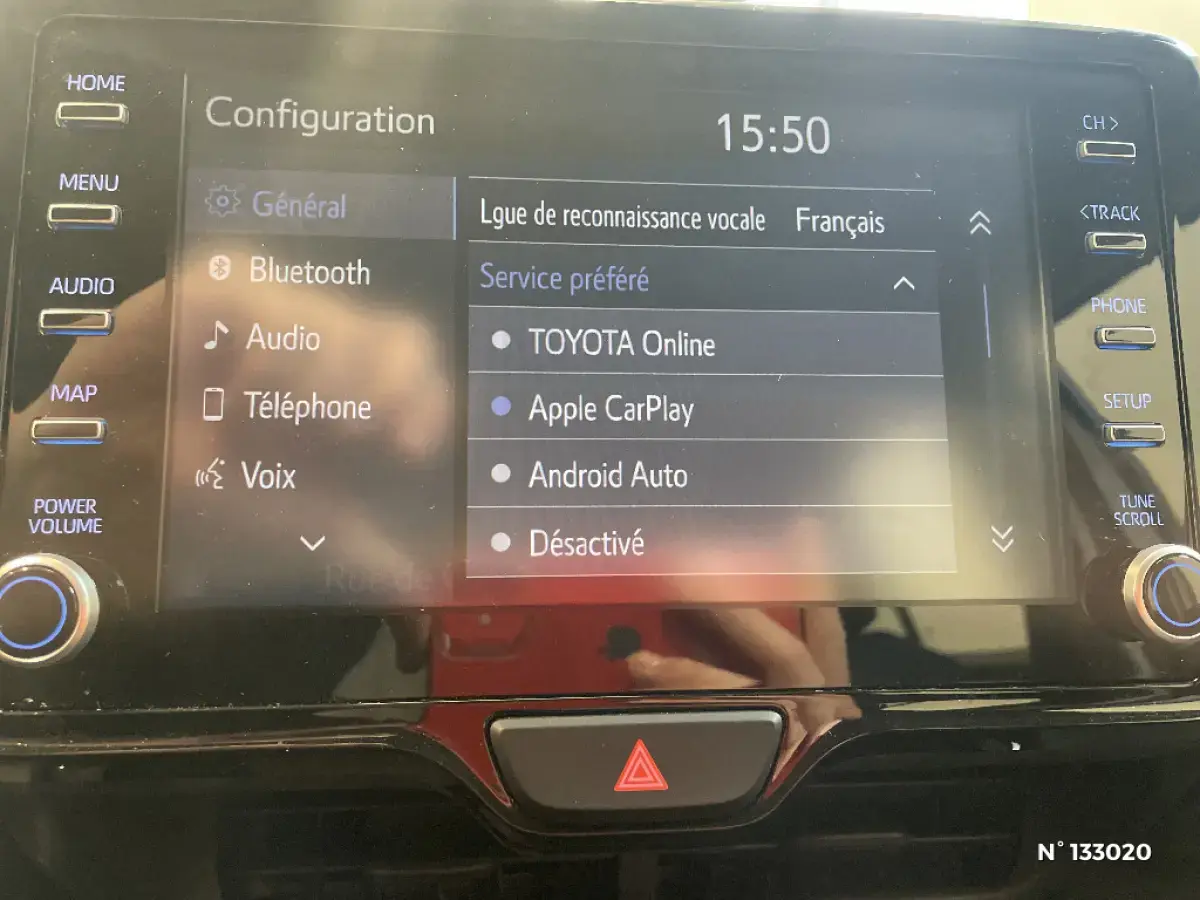 HOME
MENU
AUDIO
MAP
POWER
VOLUME
Configuration
15:50
Général
Bluetooth
Audio
Téléphone
Voix
Lgue de reconnaissance vocale Français
Service préféré
TOYOTA Online
Apple CarPlay
Android Auto
Désactivé
CH >
< TRACK
PHONE
SETUP
TUNE
SCROLL
N° 133020